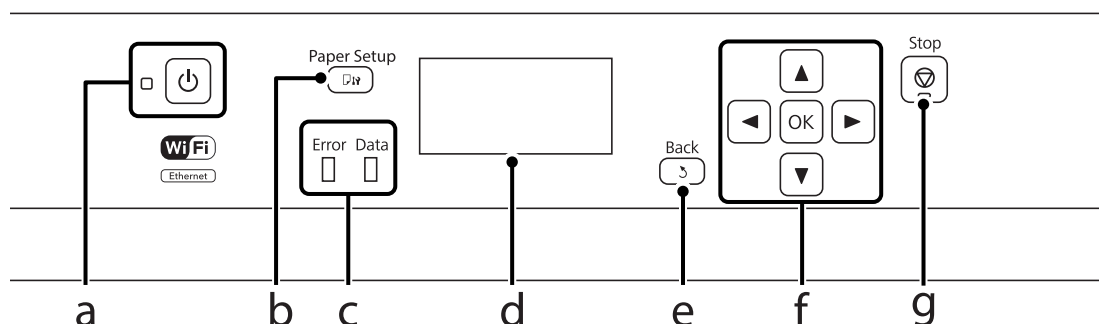 Stop
Paper Setup
OK
Error Data
Back
WiFi
Ethernet
a b c d e f g